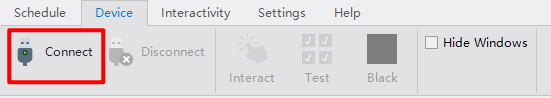 Schedule Device Interactivity Settings Help
Connect Disconnect Hide Windows
Interact Test Black